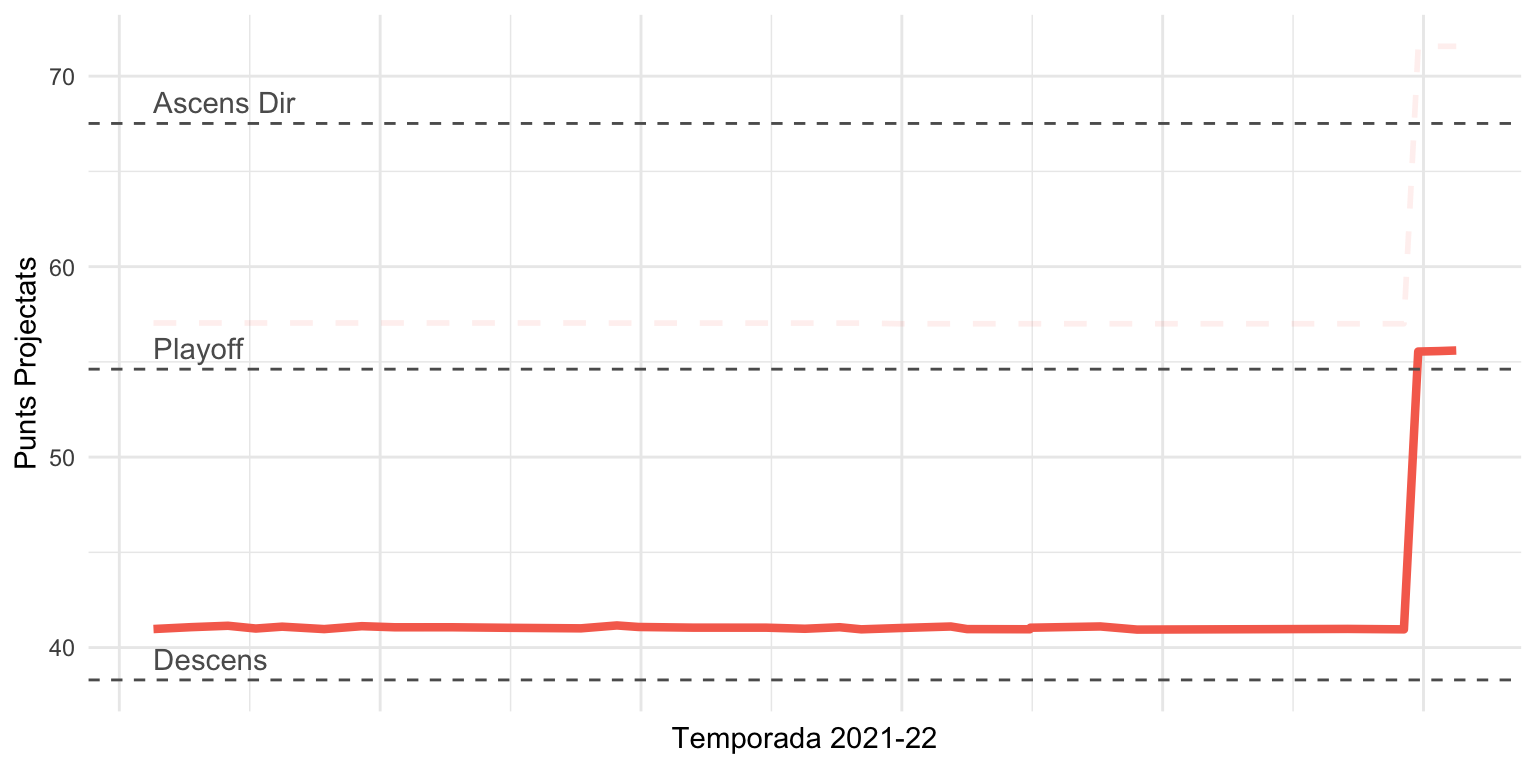 70
Ascens Dir
60
Playoff
50
40
Descens
Punts Projectats
Temporada 2021-22